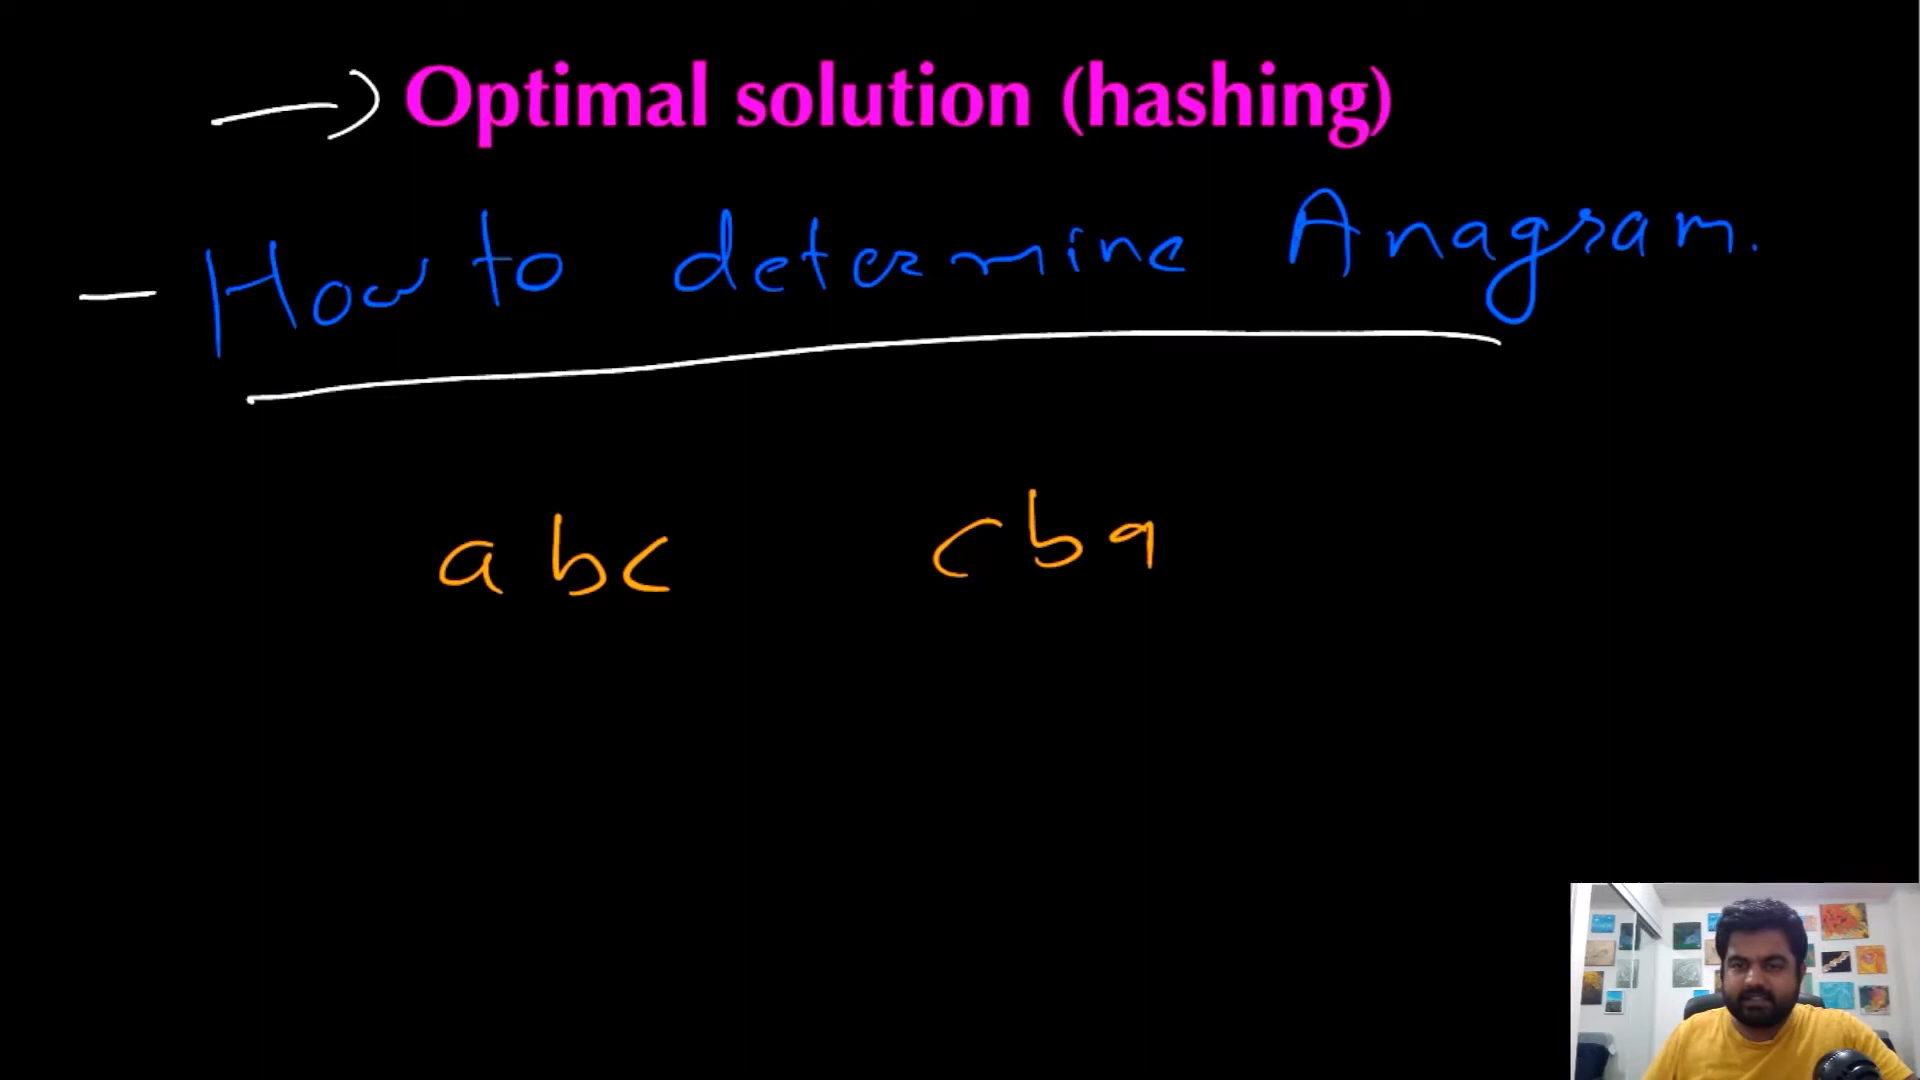 Optimal solution (hashing)
- How to determine Anagram.
abc cba